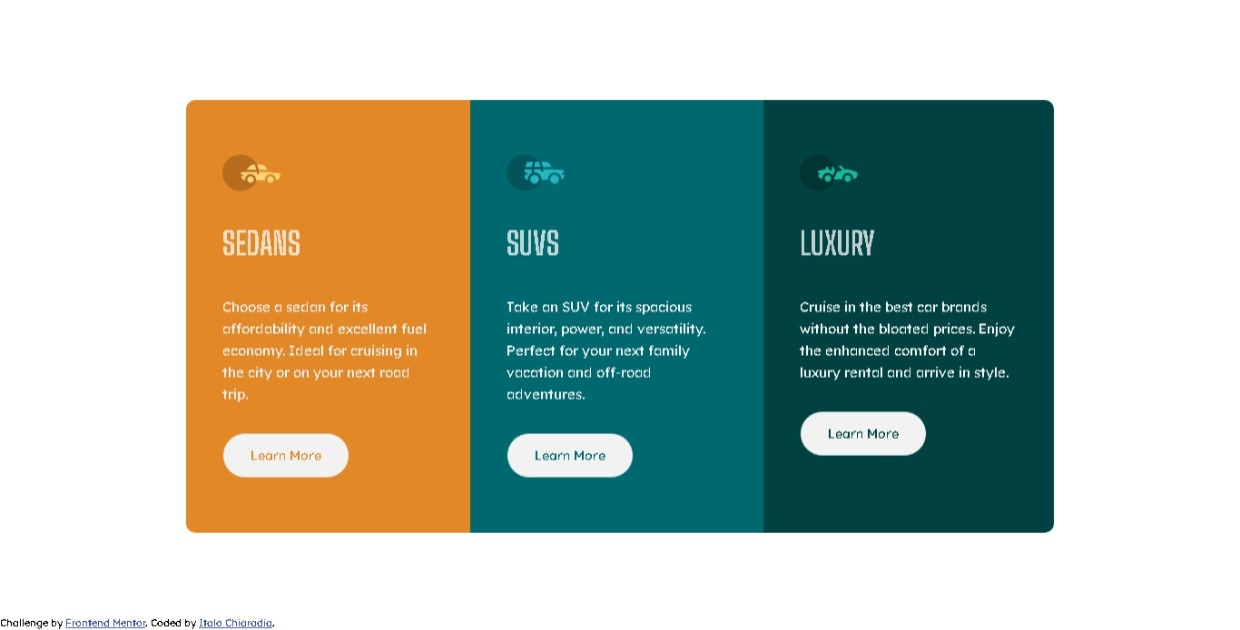 SEDANS
Choose a sedan for its
affordability and excellent fuel
economy. Ideal for cruising in
the city or on your next road
trip.
Learn More
SUVS
Take an SUV for its spacious
interior, power, and versatility.
Perfect for your next family
vacation and off-road
adventures.
Learn More
LUXURY
Cruise in the best car brands
without the bloated prices. Enjoy
the enhanced comfort of a
luxury rental and arrive in style.
Learn More
Challenge by Frontend Mentor. Coded by Italo Chiaradia.